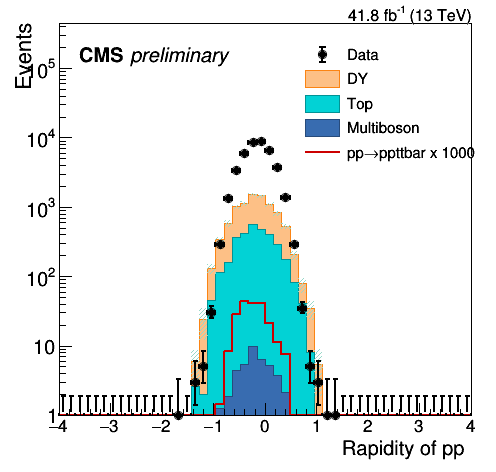 41.8 fb⁻¹ (13 TeV)
Events
CMS preliminary
Data
DY
Top
Multiboson
pp→ppttbar x 1000
10⁵
10⁴
10³
10²
10
1
−4 −3 −2 −1 0 1 2 3 4
Rapidity of pp